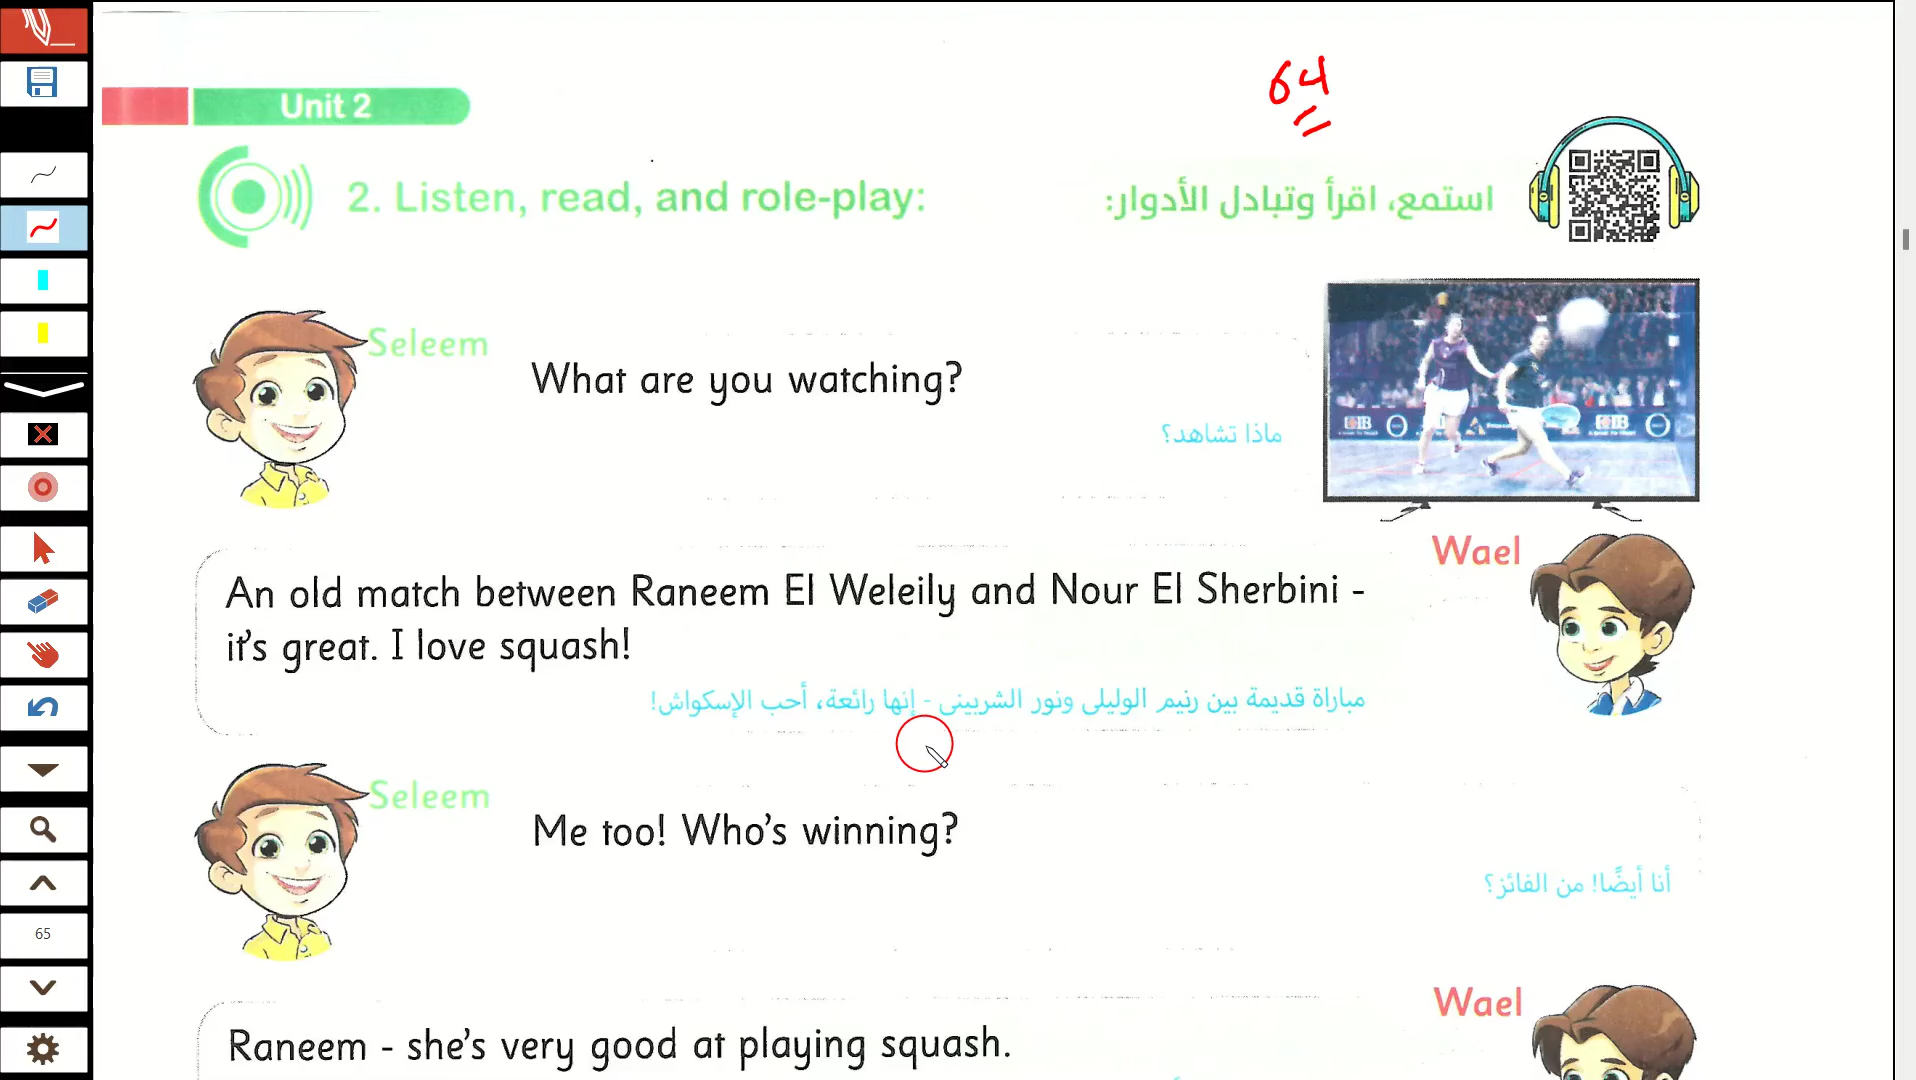 64
Unit 2
2. Listen, read, and role-play:
استمع، اقرأ وتبادل الأدوار:
Seleem
What are you watching?
ماذا تشاهد؟
Wael
An old match between Raneem El Weleily and Nour El Sherbini -
it's great. I love squash!
مباراة قديمة بين رنيم الوليلى ونور الشربينى - إنها رائعة، أحب الإسكواش!
Seleem
Me too! Who's winning?
أنا أيضًا! من الفائز؟
65
Wael
Raneem - she's very good at playing squash.